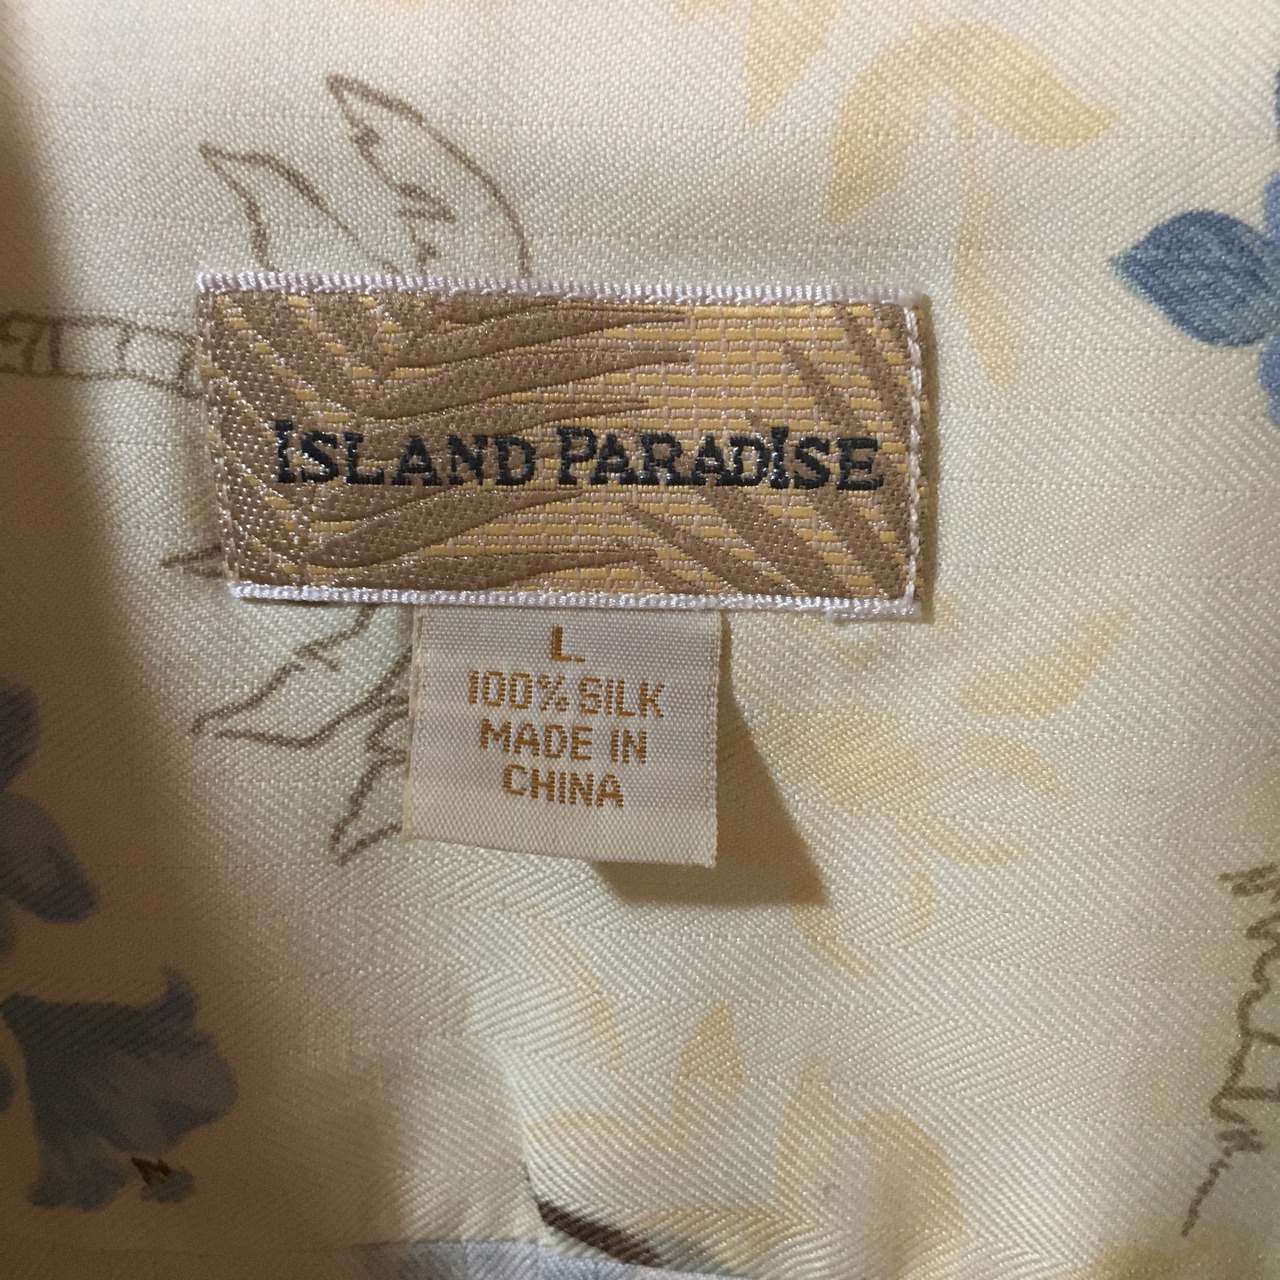 ISLAND PARADISE
L
100% SILK
MADE IN
CHINA